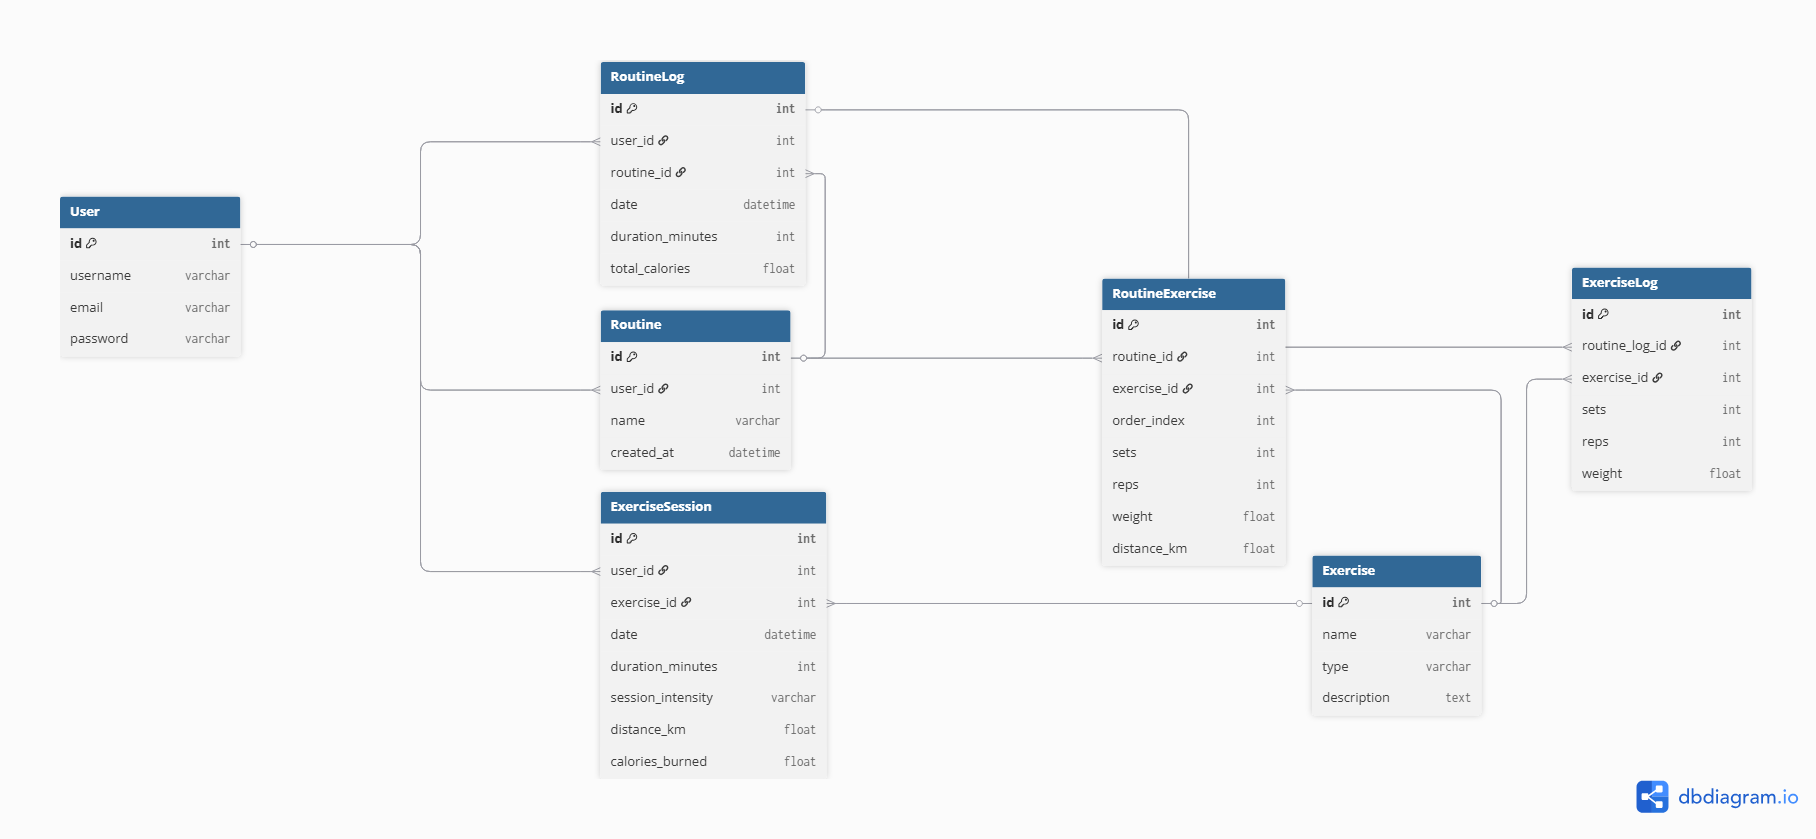 User
id int
username varchar
email varchar
password varchar
RoutineLog
id int
user_id int
routine_id int
date datetime
duration_minutes int
total_calories float
Routine
id int
user_id int
name varchar
created_at datetime
ExerciseSession
id int
user_id int
exercise_id int
date datetime
duration_minutes int
session_intensity varchar
distance_km float
calories_burned float
RoutineExercise
id int
routine_id int
exercise_id int
order_index int
sets int
reps int
weight float
distance_km float
Exercise
id int
name varchar
type varchar
description text
ExerciseLog
id int
routine_log_id int
exercise_id int
sets int
reps int
weight float
dbdiagram.io